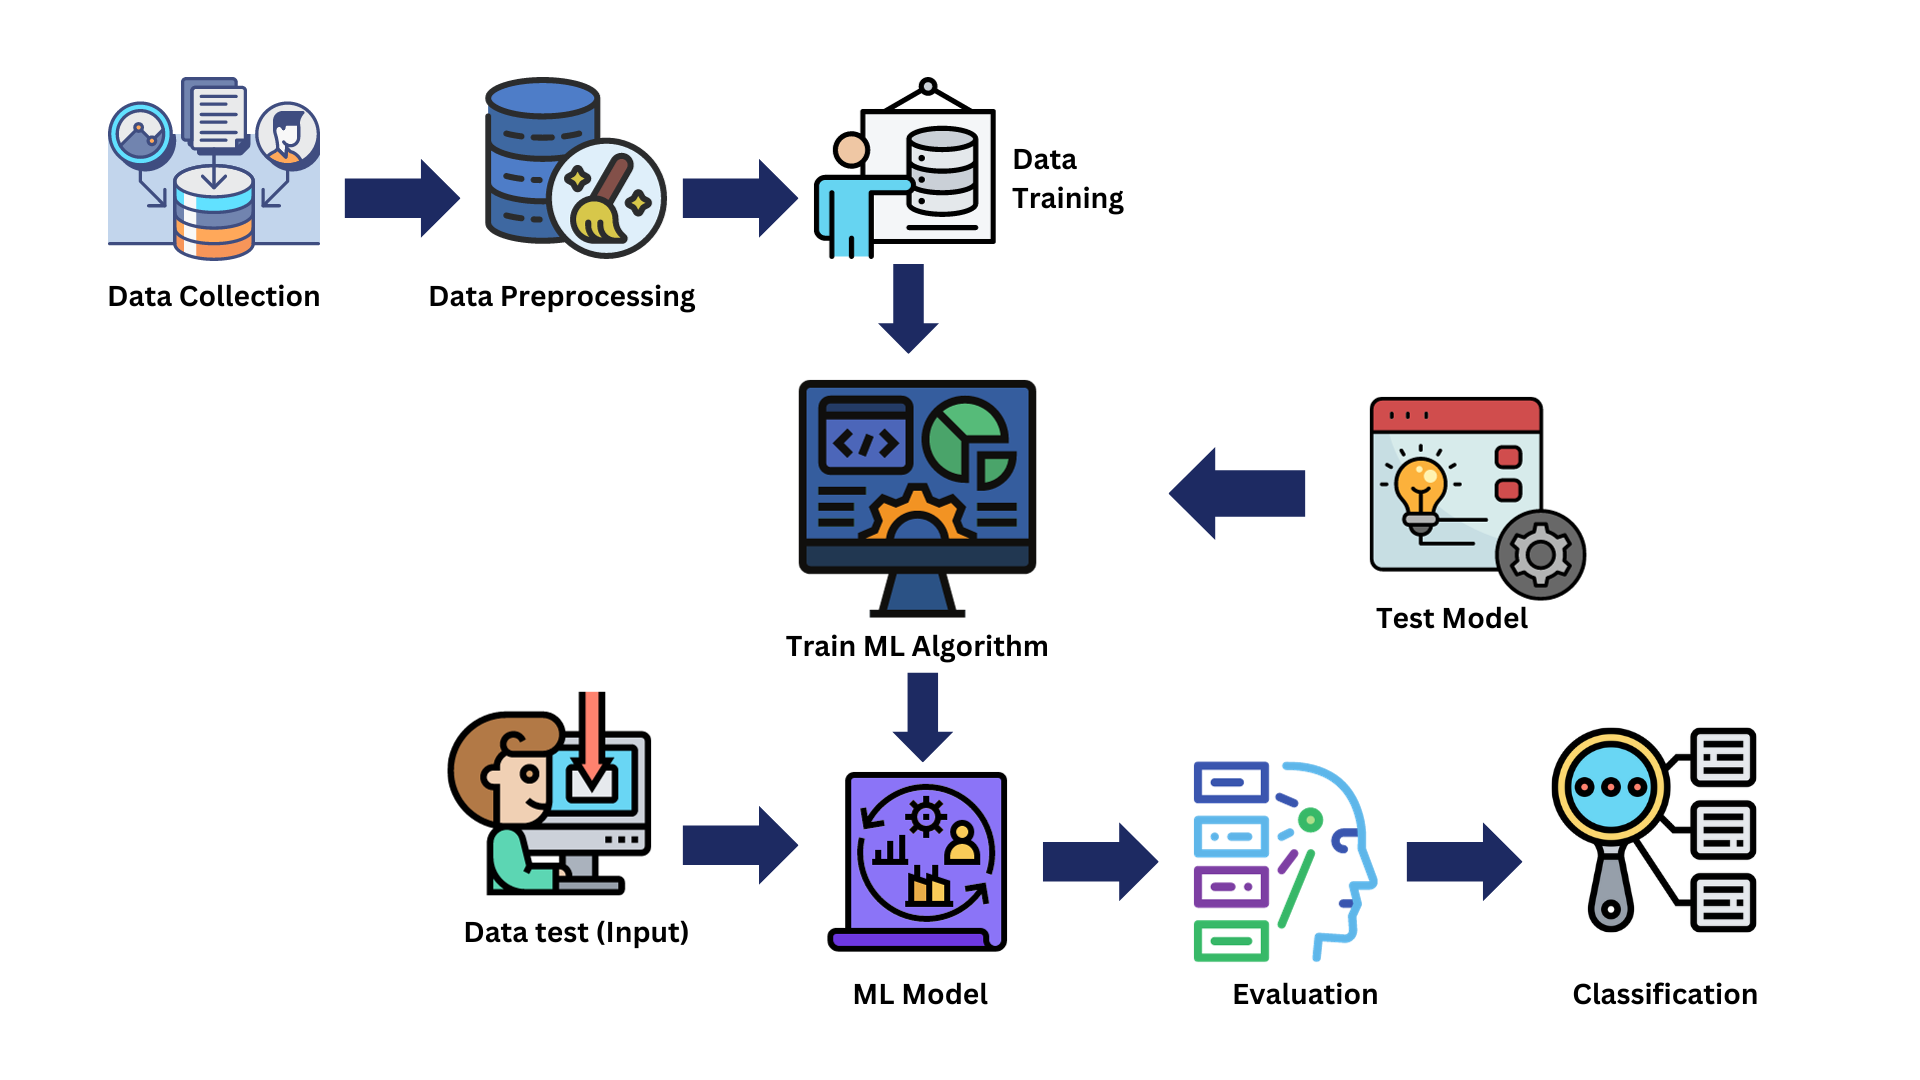 Data
Training
Data Collection
Data Preprocessing
Test Model
Train ML Algorithm
Data test (Input)
ML Model
Evaluation
Classification